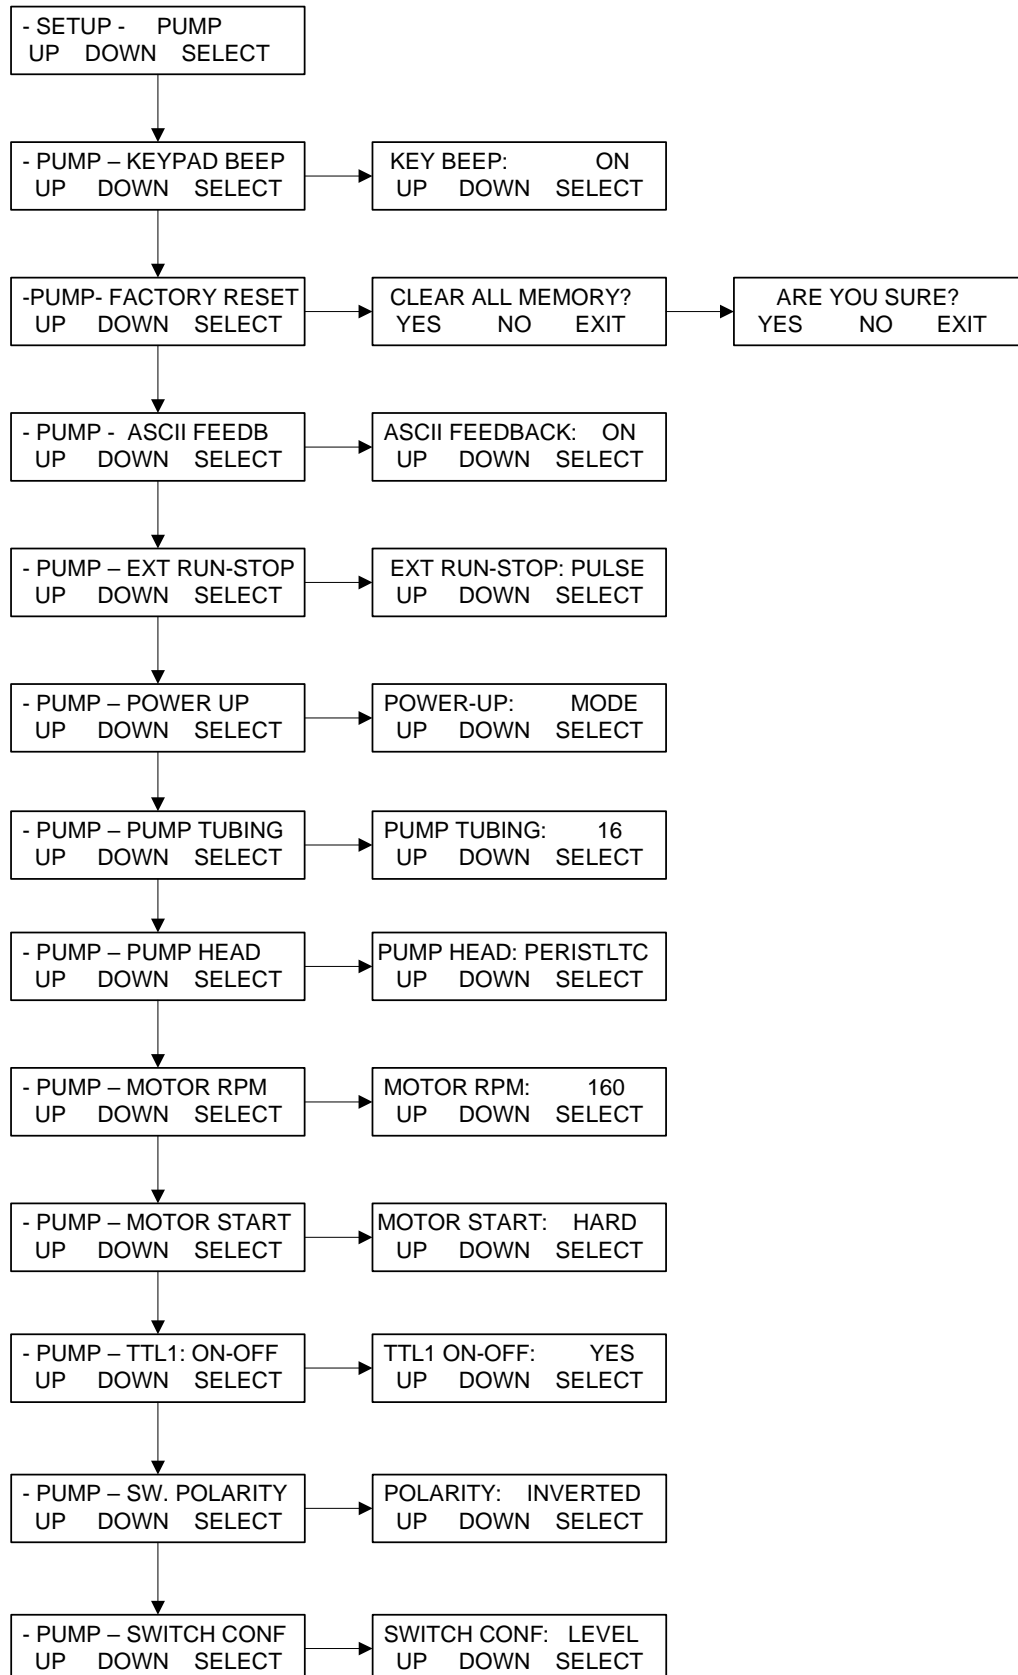 - SETUP - PUMP
UP DOWN SELECT
- PUMP – KEYPAD BEEP
UP DOWN SELECT
KEY BEEP: ON
UP DOWN SELECT
-PUMP- FACTORY RESET
UP DOWN SELECT
CLEAR ALL MEMORY?
YES NO EXIT
ARE YOU SURE?
YES NO EXIT
- PUMP - ASCII FEEDB
UP DOWN SELECT
ASCII FEEDBACK: ON
UP DOWN SELECT
- PUMP – EXT RUN-STOP
UP DOWN SELECT
EXT RUN-STOP: PULSE
UP DOWN SELECT
- PUMP – POWER UP
UP DOWN SELECT
POWER-UP: MODE
UP DOWN SELECT
- PUMP – PUMP TUBING
UP DOWN SELECT
PUMP TUBING: 16
UP DOWN SELECT
- PUMP – PUMP HEAD
UP DOWN SELECT
PUMP HEAD: PERISTLTC
UP DOWN SELECT
- PUMP – MOTOR RPM
UP DOWN SELECT
MOTOR RPM: 160
UP DOWN SELECT
- PUMP – MOTOR START
UP DOWN SELECT
MOTOR START: HARD
UP DOWN SELECT
- PUMP – TTL1: ON-OFF
UP DOWN SELECT
TTL1 ON-OFF: YES
UP DOWN SELECT
- PUMP – SW. POLARITY
UP DOWN SELECT
POLARITY: INVERTED
UP DOWN SELECT
- PUMP – SWITCH CONF
UP DOWN SELECT
SWITCH CONF: LEVEL
UP DOWN SELECT